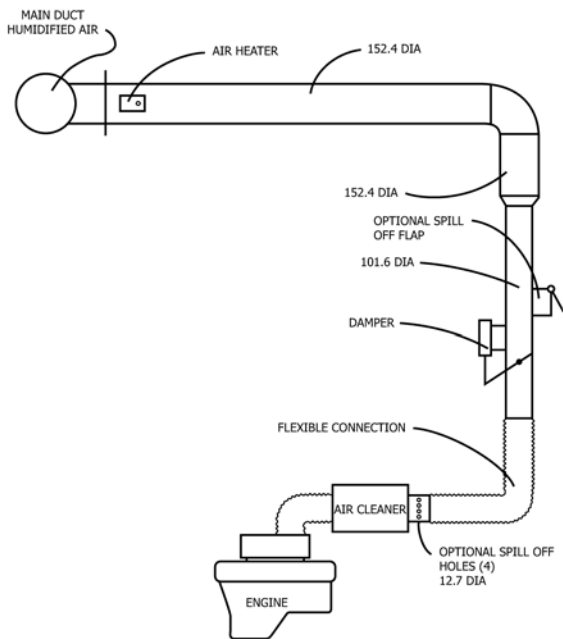 MAIN DUCT
HUMIDIFIED AIR
AIR HEATER
152.4 DIA
152.4 DIA
OPTIONAL SPILL
OFF FLAP
101.6 DIA
DAMPER
FLEXIBLE CONNECTION
AIR CLEANER
OPTIONAL SPILL OFF
HOLES (4)
12.7 DIA
ENGINE